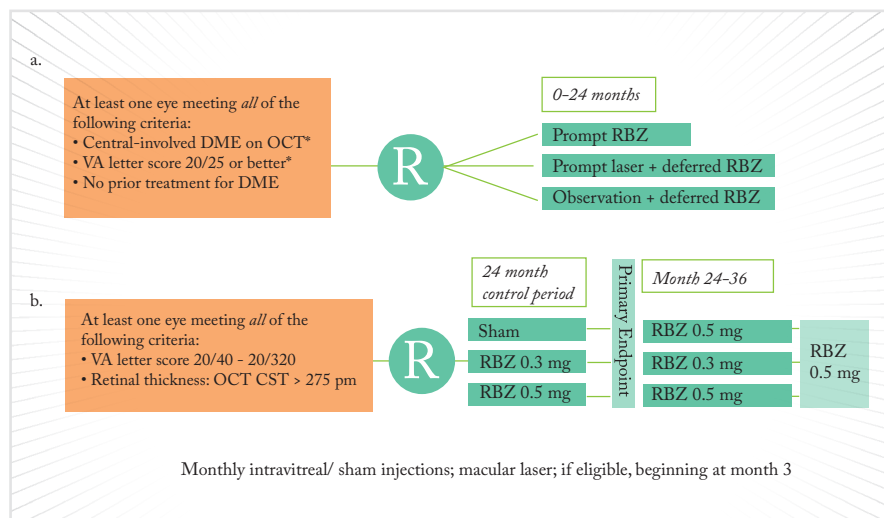 a.
At least one eye meeting all of the
following criteria:
• Central-involved DME on OCT*
• VA letter score 20/25 or better*
• No prior treatment for DME
R
0-24 months
Prompt RBZ
Prompt laser + deferred RBZ
Observation + deferred RBZ
b.
At least one eye meeting all of the
following criteria:
• VA letter score 20/40 - 20/320
• Retinal thickness: OCT CST > 275 pm
R
24 month
control period
Sham
RBZ 0.3 mg
RBZ 0.5 mg
Primary Endpoint
Month 24-36
RBZ 0.5 mg
RBZ 0.3 mg
RBZ 0.5 mg
RBZ
0.5 mg
Monthly intravitreal/ sham injections; macular laser; if eligible, beginning at month 3